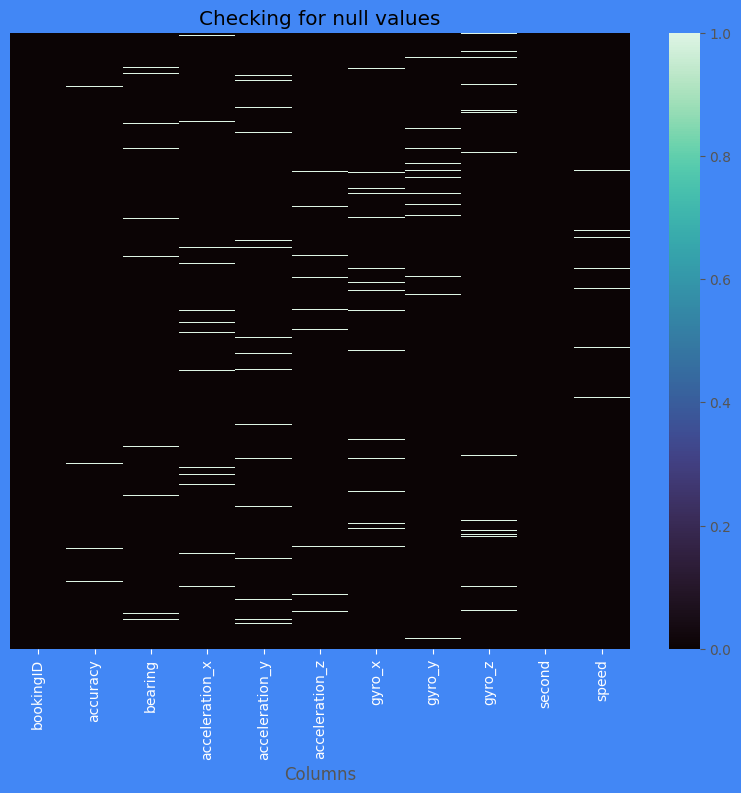 Checking for null values
1.0
0.8
0.6
0.4
0.2
0.0
bookingID
accuracy
bearing
acceleration_x
acceleration_y
acceleration_z
gyro_x
gyro_y
gyro_z
second
speed
Columns